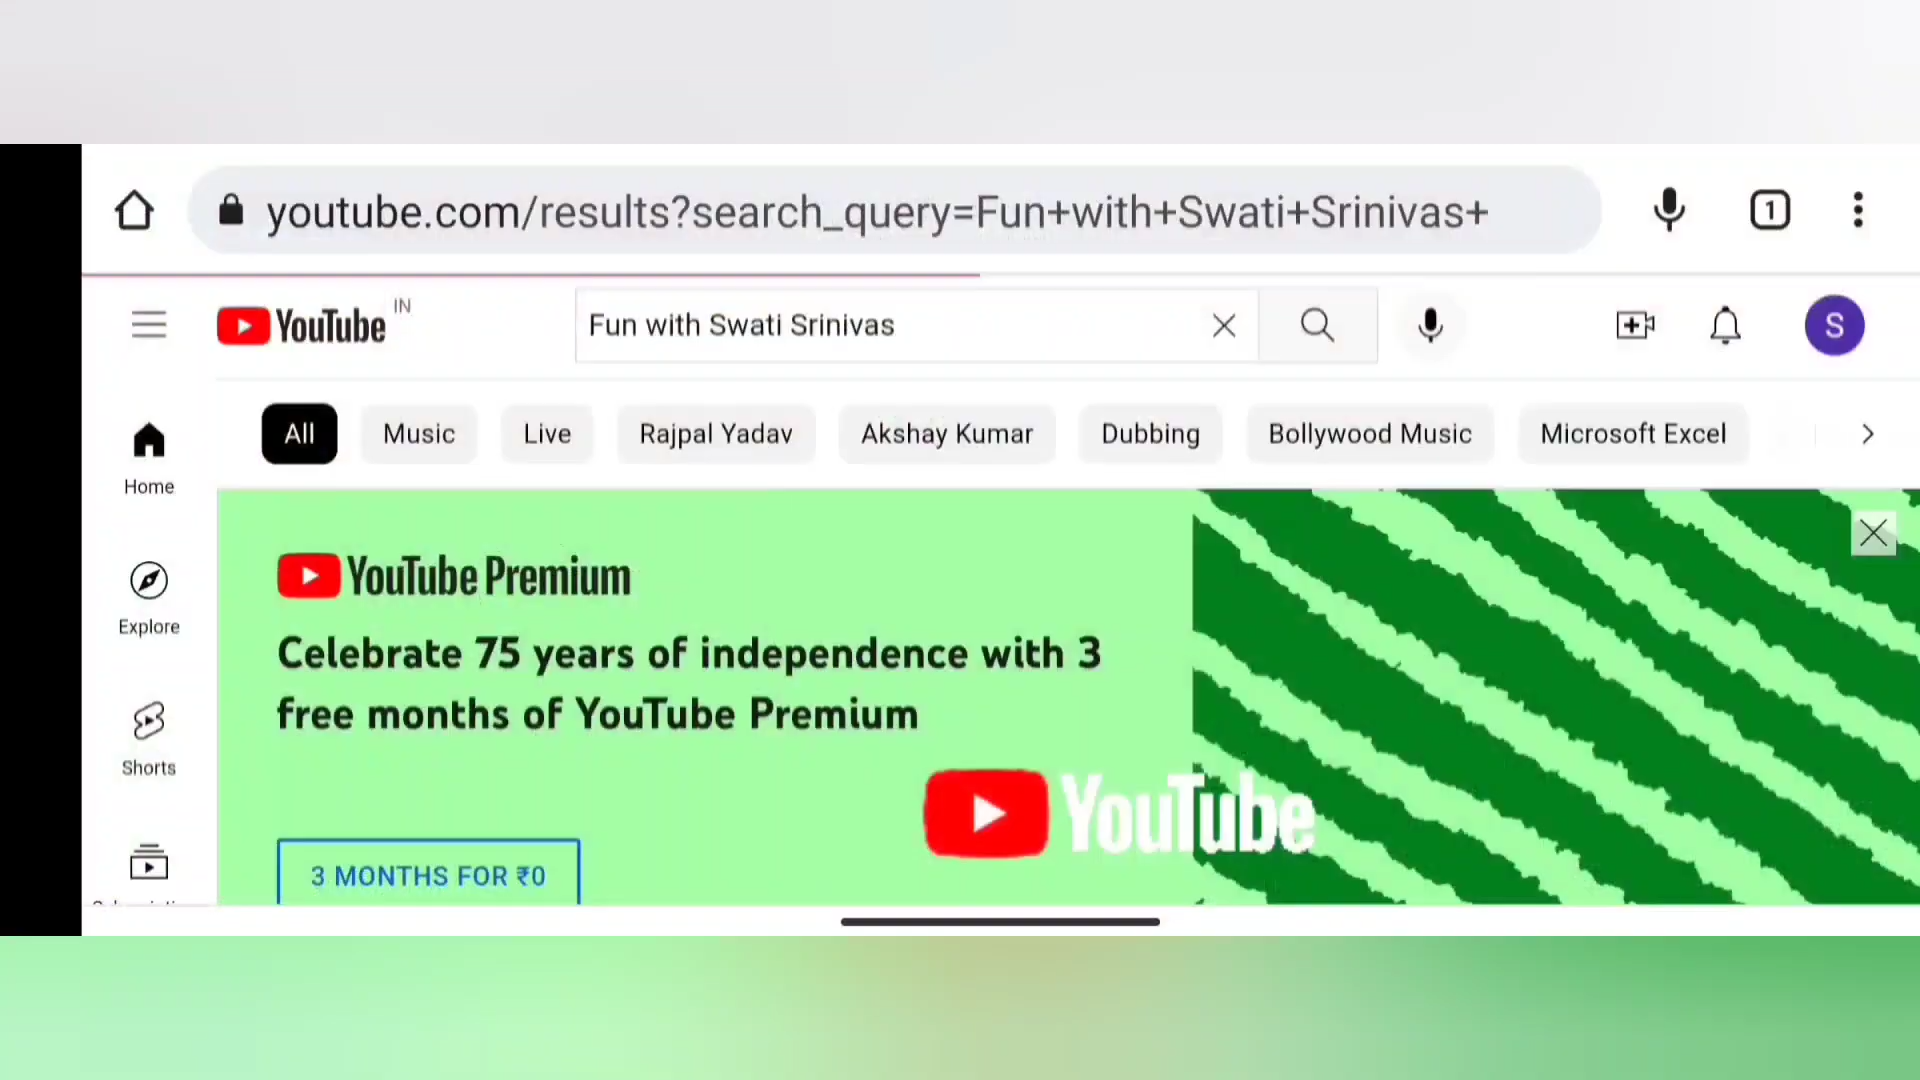 youtube.com/results?search_query=Fun+with+Swati+Srinivas+
1
YouTube IN
Fun with Swati Srinivas
S
All
Music
Live
Rajpal Yadav
Akshay Kumar
Dubbing
Bollywood Music
Microsoft Excel
Home
Explore
Shorts
YouTube Premium
Celebrate 75 years of independence with 3
free months of YouTube Premium
YouTube
3 MONTHS FOR ₹0